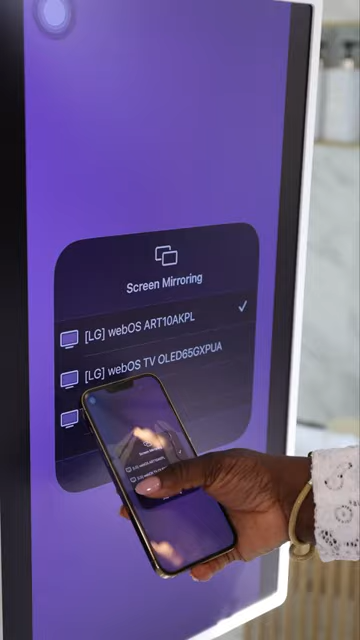 Screen Mirroring
[LG] webOS ART10AKPL
[LG] webOS TV OLED65GXPUA